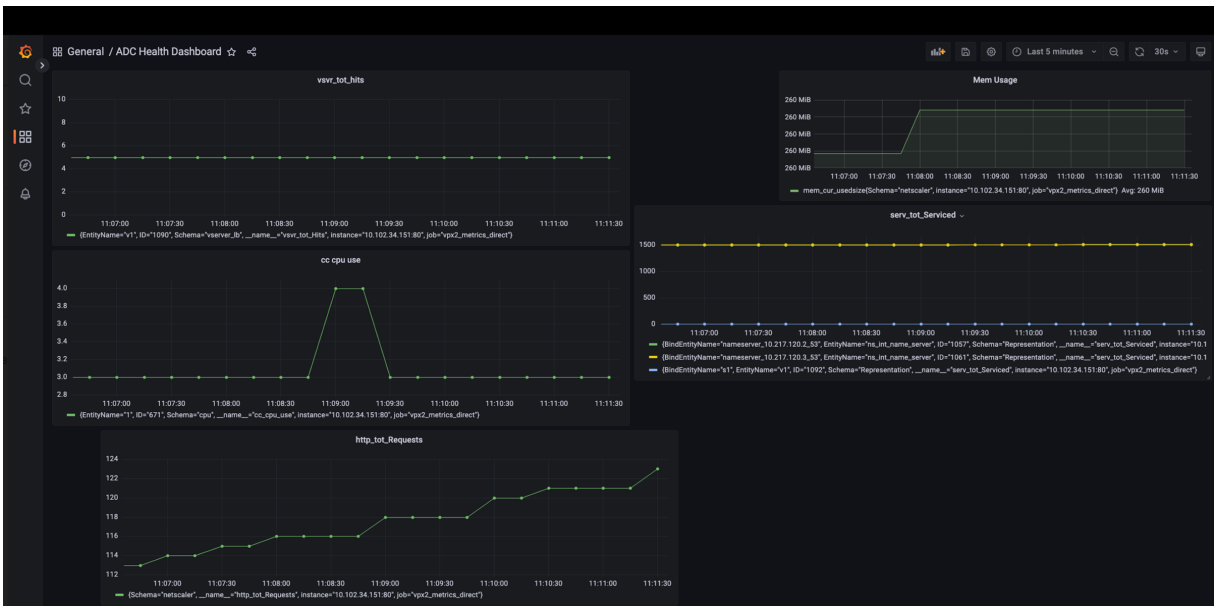 General / ADC Health Dashboard
Last 5 minutes
30s
vsvr_tot_hits
10
8
6
4
2
0
11:07:00 11:07:30 11:08:00 11:08:30 11:09:00 11:09:30 11:10:00 11:10:30 11:11:00 11:11:30
{EntityName="v1", ID="1090", Schema="vserver_lb", __name__="vsvr_tot_Hits", instance="10.102.34.151:80", job="vpx2_metrics_direct"}
Mem Usage
260 MiB
260 MiB
260 MiB
260 MiB
260 MiB
11:07:00 11:07:30 11:08:00 11:08:30 11:09:00 11:09:30 11:10:00 11:10:30 11:11:00 11:11:30
mem_cur_usedsize{Schema="netscaler", instance="10.102.34.151:80", job="vpx2_metrics_direct"} Avg: 260 MiB
serv_tot_Serviced
1500
1000
500
0
11:07:00 11:07:30 11:08:00 11:08:30 11:09:00 11:09:30 11:10:00 11:10:30 11:11:00 11:11:30
{BindEntityName="nameserver_10.217.120.2_53", EntityName="ns_int_name_server", ID="1057", Schema="Representation", __name__="serv_tot_Serviced", instance="10.1
{BindEntityName="nameserver_10.217.120.3_53", EntityName="ns_int_name_server", ID="1061", Schema="Representation", __name__="serv_tot_Serviced", instance="10.1
{BindEntityName="s1", EntityName="v1", ID="1092", Schema="Representation", __name__="serv_tot_Serviced", instance="10.102.34.151:80", job="vpx2_metrics_direct"}
cc cpu use
4.0
3.8
3.6
3.4
3.2
3.0
2.8
11:07:00 11:07:30 11:08:00 11:08:30 11:09:00 11:09:30 11:10:00 11:10:30 11:11:00 11:11:30
{EntityName="1", ID="671", Schema="cpu", __name__="cc_cpu_use", instance="10.102.34.151:80", job="vpx2_metrics_direct"}
http_tot_Requests
124
122
120
118
116
114
112
11:07:00 11:07:30 11:08:00 11:08:30 11:09:00 11:09:30 11:10:00 11:10:30 11:11:00 11:11:30
{Schema="netscaler", __name__="http_tot_Requests", instance="10.102.34.151:80", job="vpx2_metrics_direct"}